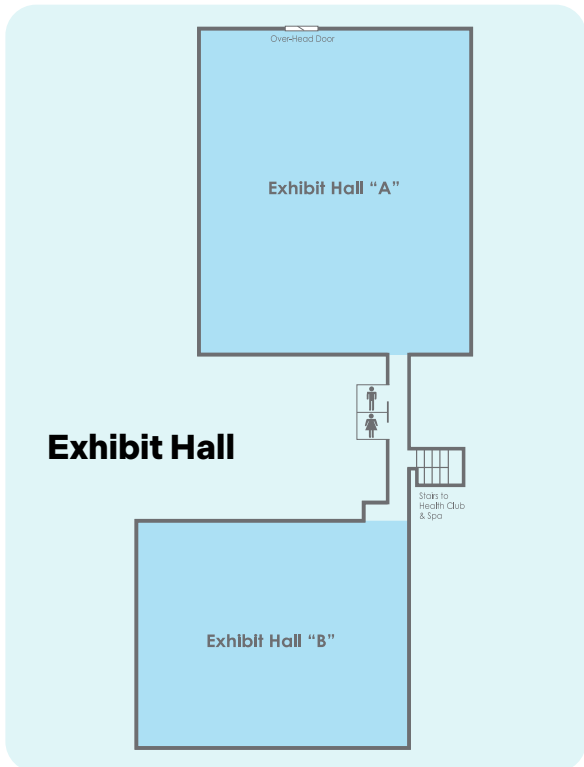 Over-Head Door
Exhibit Hall “A”
Exhibit Hall
Stairs to
Health Club
& Spa
Exhibit Hall “B”